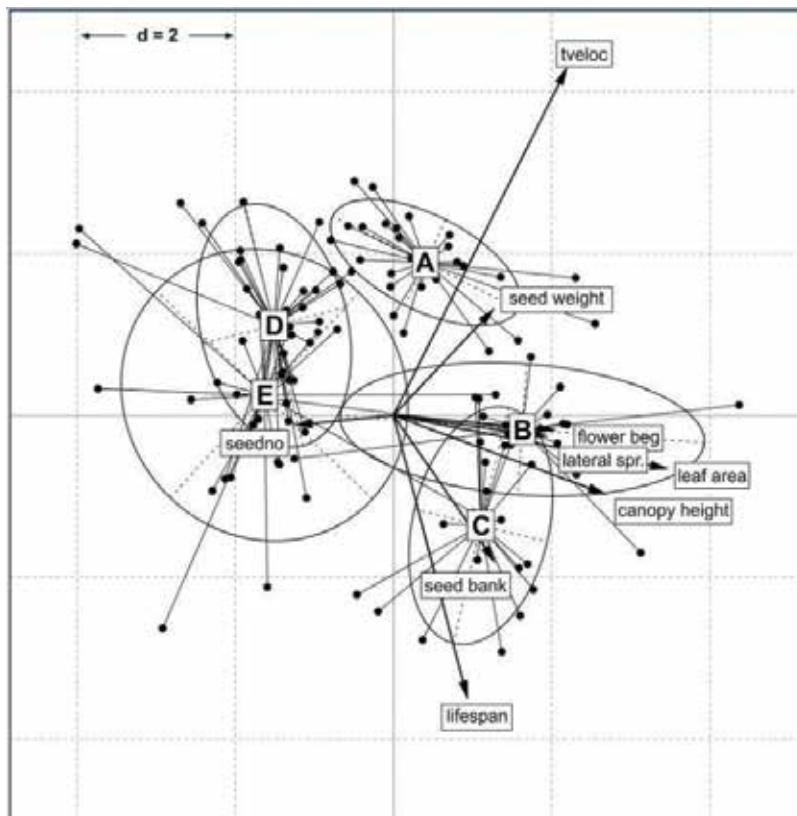 d = 2
tveloc
A
seed weight
D
E
B
flower beg
seedno
lateral spr.
leaf area
canopy height
C
seed bank
lifespan